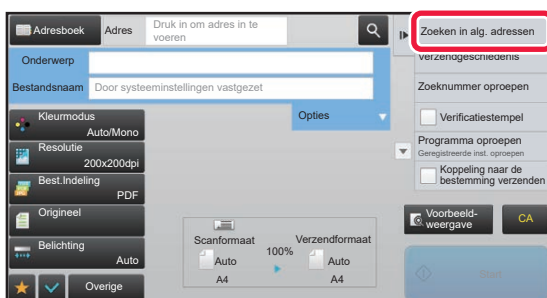 Adresboek
Adres
Druk in om adres in te
voeren
Onderwerp
Bestandsnaam
Door systeeminstellingen vastgezet
Opties
Kleurmodus
Auto/Mono
Resolutie
200x200dpi
Best.Indeling
PDF
Origineel
Belichting
Auto
Overige
Scanformaat
Auto
A4
100%
Verzendformaat
Auto
A4
Zoeken in alg. adressen
Verzendgeschiedenis
Zoeknummer oproepen
Verificatiestempel
Programma oproepen
Geregistreerde inst. oproepen
Koppeling naar de
bestemming verzenden
Voorbeeld-
weergave
CA
Start